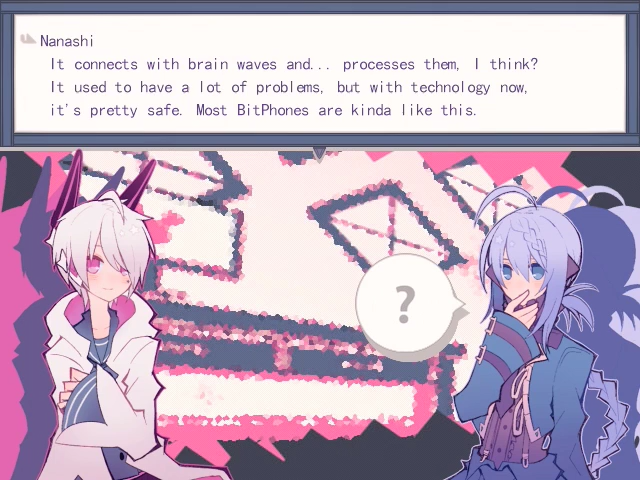 Nanashi
It connects with brain waves and... processes them, I think?
It used to have a lot of problems, but with technology now,
it's pretty safe. Most BitPhones are kinda like this.
?